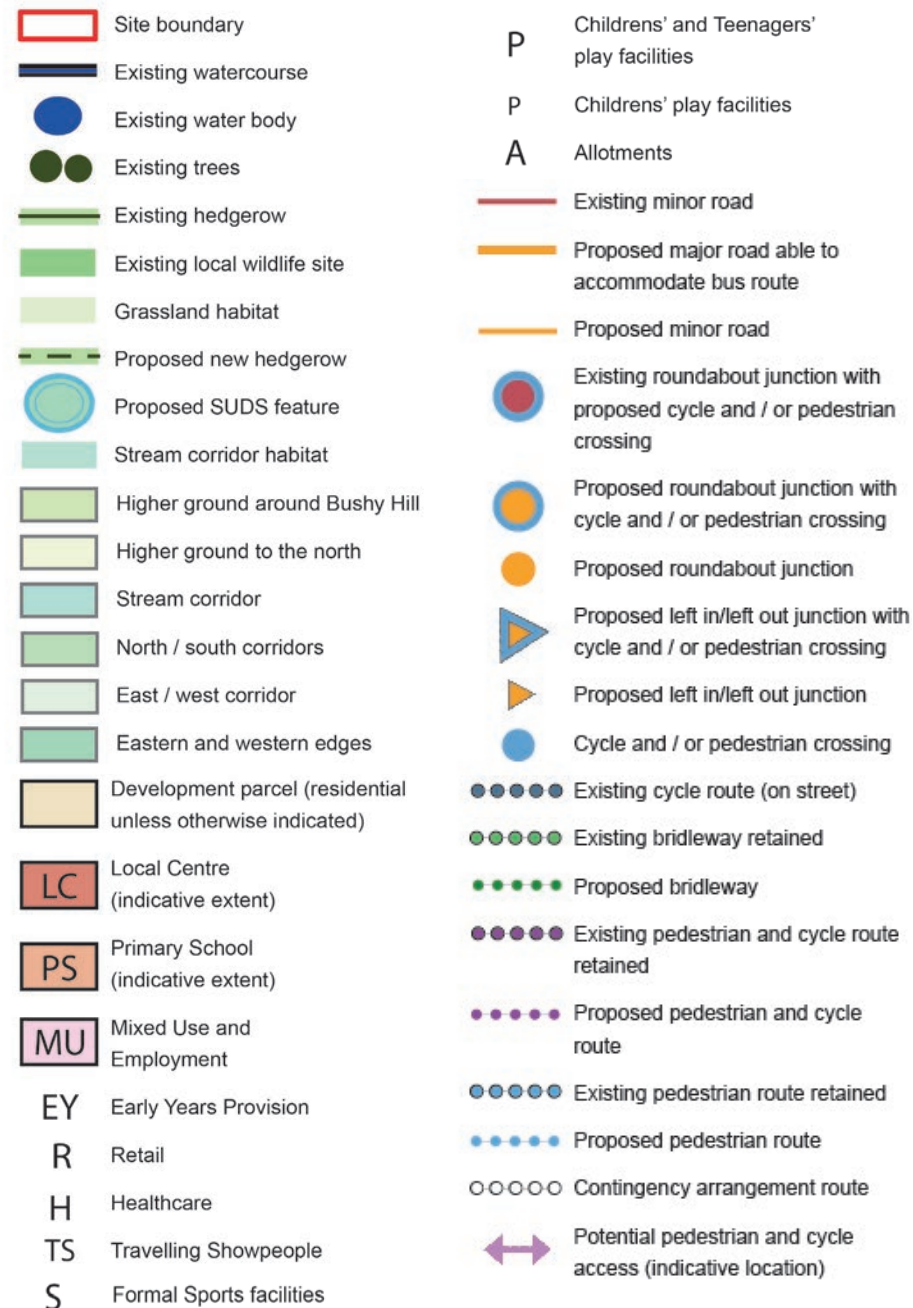 Site boundary
Existing watercourse
Existing water body
Existing trees
Existing hedgerow
Existing local wildlife site
Grassland habitat
Proposed new hedgerow
Proposed SUDS feature
Stream corridor habitat
Higher ground around Bushy Hill
Higher ground to the north
Stream corridor
North / south corridors
East / west corridor
Eastern and western edges
Development parcel (residential
unless otherwise indicated)
LC
Local Centre
(indicative extent)
PS
Primary School
(indicative extent)
MU
Mixed Use and
Employment
EY Early Years Provision
R Retail
H Healthcare
TS Travelling Showpeople
S Formal Sports facilities
P
Childrens' and Teenagers'
play facilities
P Childrens' play facilities
A Allotments
Existing minor road
Proposed major road able to
accommodate bus route
Proposed minor road
Existing roundabout junction with
proposed cycle and / or pedestrian
crossing
Proposed roundabout junction with
cycle and / or pedestrian crossing
Proposed roundabout junction
Proposed left in/left out junction with
cycle and / or pedestrian crossing
Proposed left in/left out junction
Cycle and / or pedestrian crossing
Existing cycle route (on street)
Existing bridleway retained
Proposed bridleway
Existing pedestrian and cycle route
retained
Proposed pedestrian and cycle
route
Existing pedestrian route retained
Proposed pedestrian route
Contingency arrangement route
Potential pedestrian and cycle
access (indicative location)